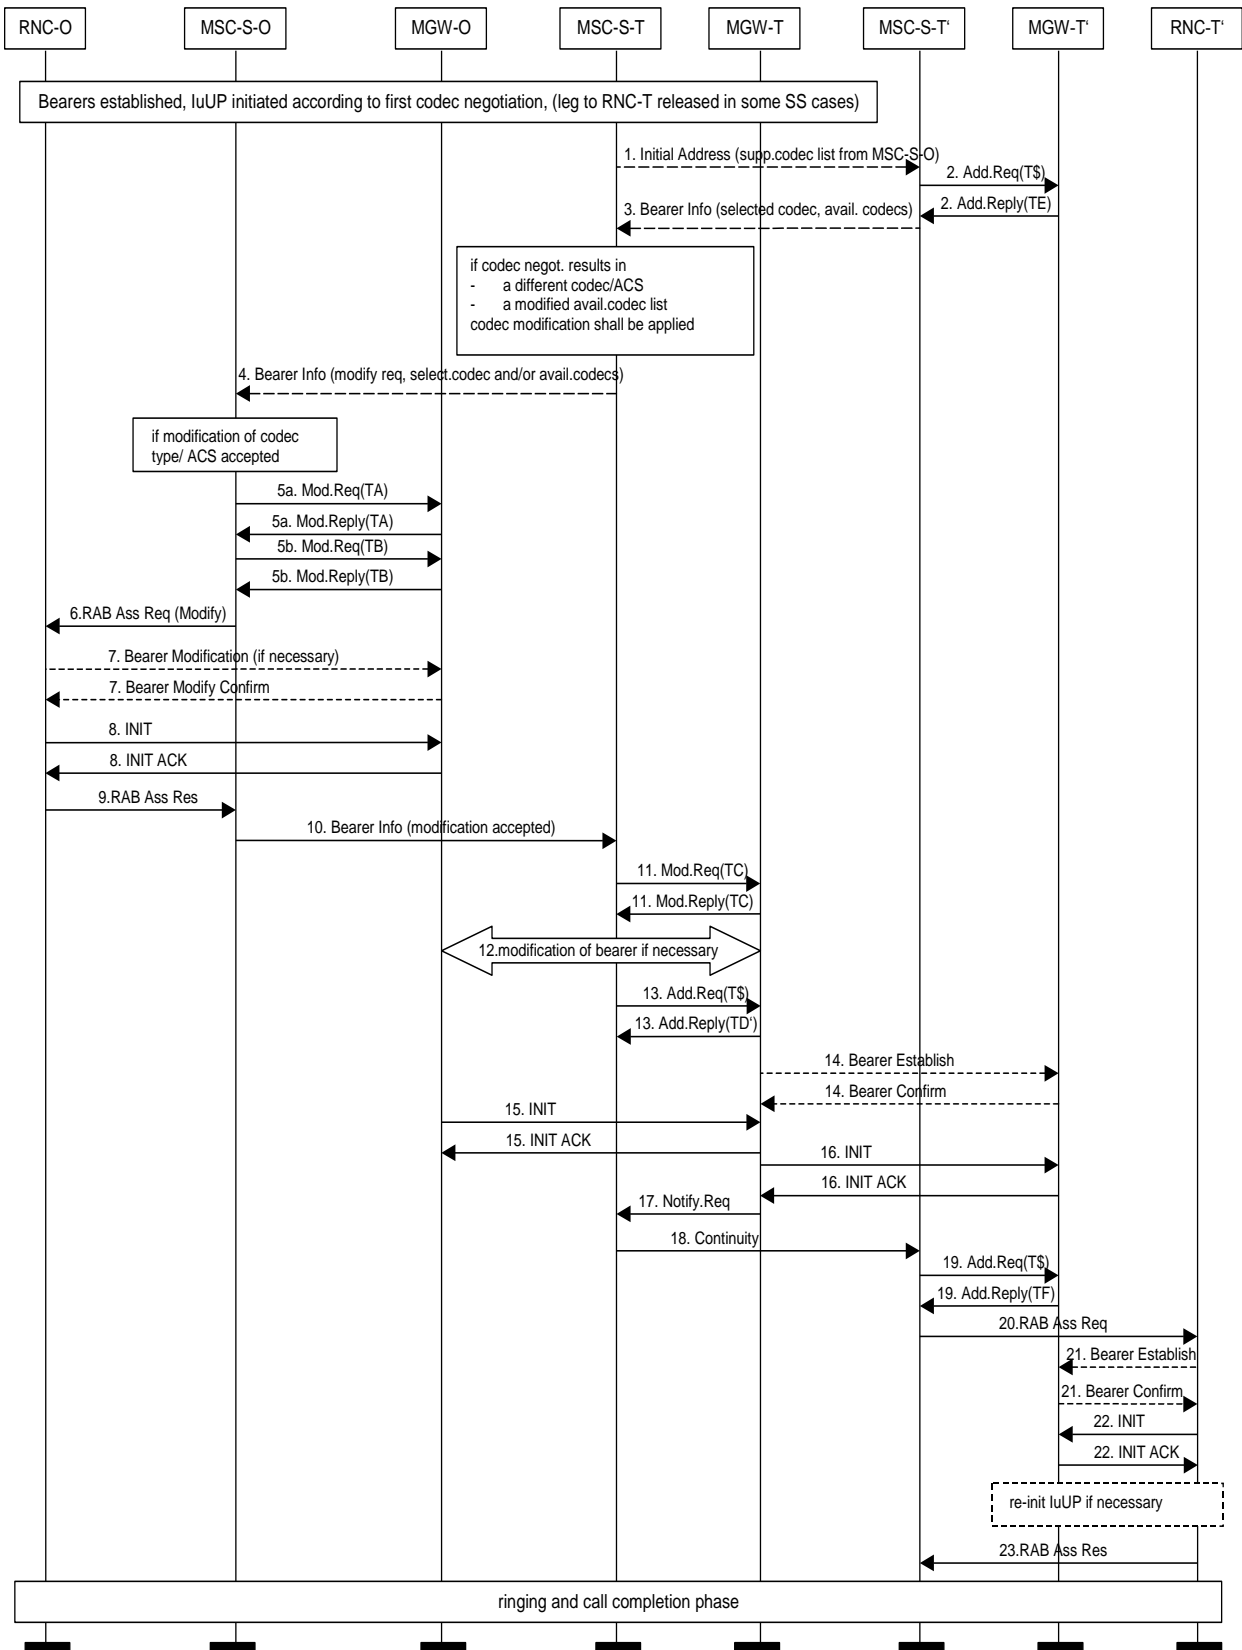 RNC-O
MSC-S-O
MGW-O
MSC-S-T
MGW-T
MSC-S-T‘
MGW-T‘
RNC-T‘
Bearers established, IuUP initiated according to first codec negotiation, (leg to RNC-T released in some SS cases)
1. Initial Address (supp.codec list from MSC-S-O)
2. Add.Req(T$)
2. Add.Reply(TE)
3. Bearer Info (selected codec, avail. codecs)
if codec negot. results in
- a different codec/ACS
- a modified avail.codec list
codec modification shall be applied
4. Bearer Info (modify req, select.codec and/or avail.codecs)
if modification of codec
type/ ACS accepted
5a. Mod.Req(TA)
5a. Mod.Reply(TA)
5b. Mod.Req(TB)
5b. Mod.Reply(TB)
6.RAB Ass Req (Modify)
7. Bearer Modification (if necessary)
7. Bearer Modify Confirm
8. INIT
8. INIT ACK
9.RAB Ass Res
10. Bearer Info (modification accepted)
11. Mod.Req(TC)
11. Mod.Reply(TC)
12.modification of bearer if necessary
13. Add.Req(T$)
13. Add.Reply(TD‘)
14. Bearer Establish
14. Bearer Confirm
15. INIT
15. INIT ACK
16. INIT
16. INIT ACK
17. Notify.Req
18. Continuity
19. Add.Req(T$)
19. Add.Reply(TF)
20.RAB Ass Req
21. Bearer Establish
21. Bearer Confirm
22. INIT
22. INIT ACK
re-init IuUP if necessary
23.RAB Ass Res
ringing and call completion phase